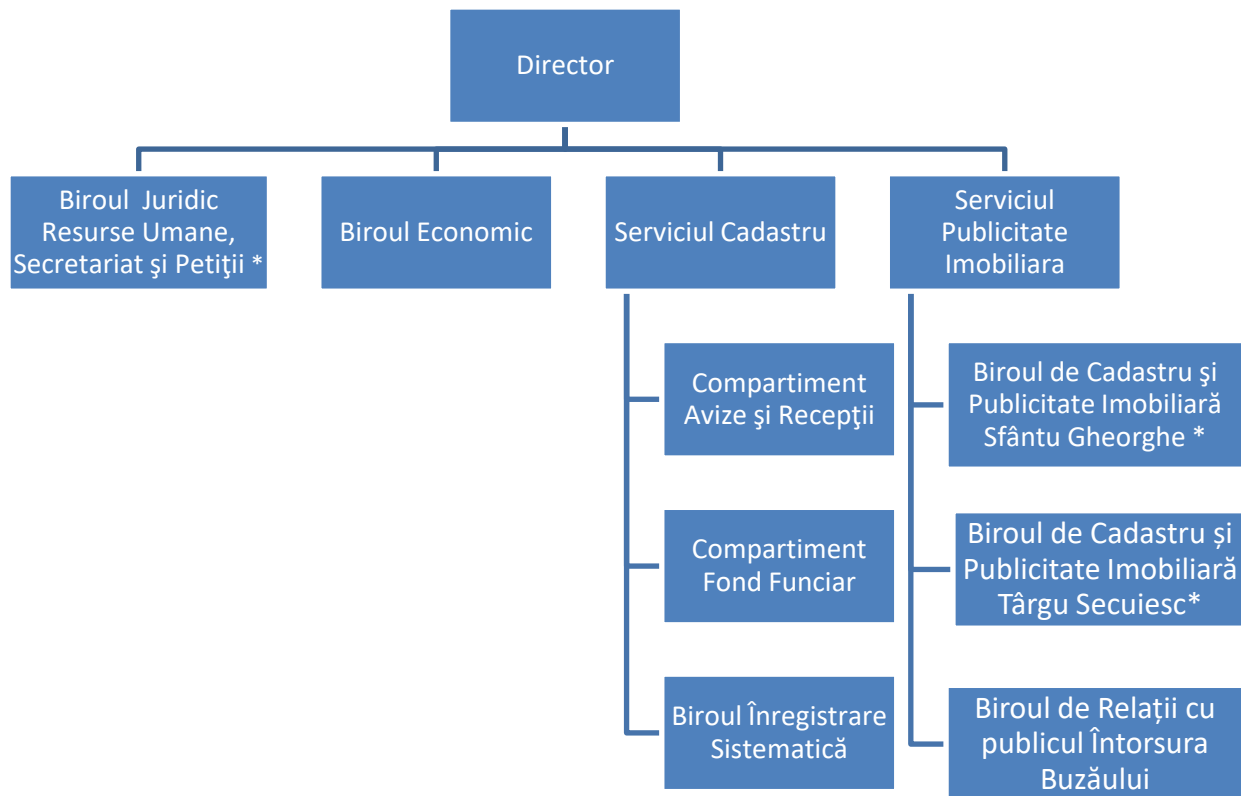 Director
Biroul Juridic
Resurse Umane,
Secretariat şi Petiţii *
Biroul Economic
Serviciul Cadastru
Serviciul
Publicitate
Imobiliara
Compartiment
Avize şi Recepţii
Compartiment
Fond Funciar
Biroul Înregistrare
Sistematică
Biroul de Cadastru şi
Publicitate Imobiliară
Sfântu Gheorghe *
Biroul de Cadastru și
Publicitate Imobiliară
Târgu Secuiesc*
Biroul de Relații cu
publicul Întorsura
Buzăului